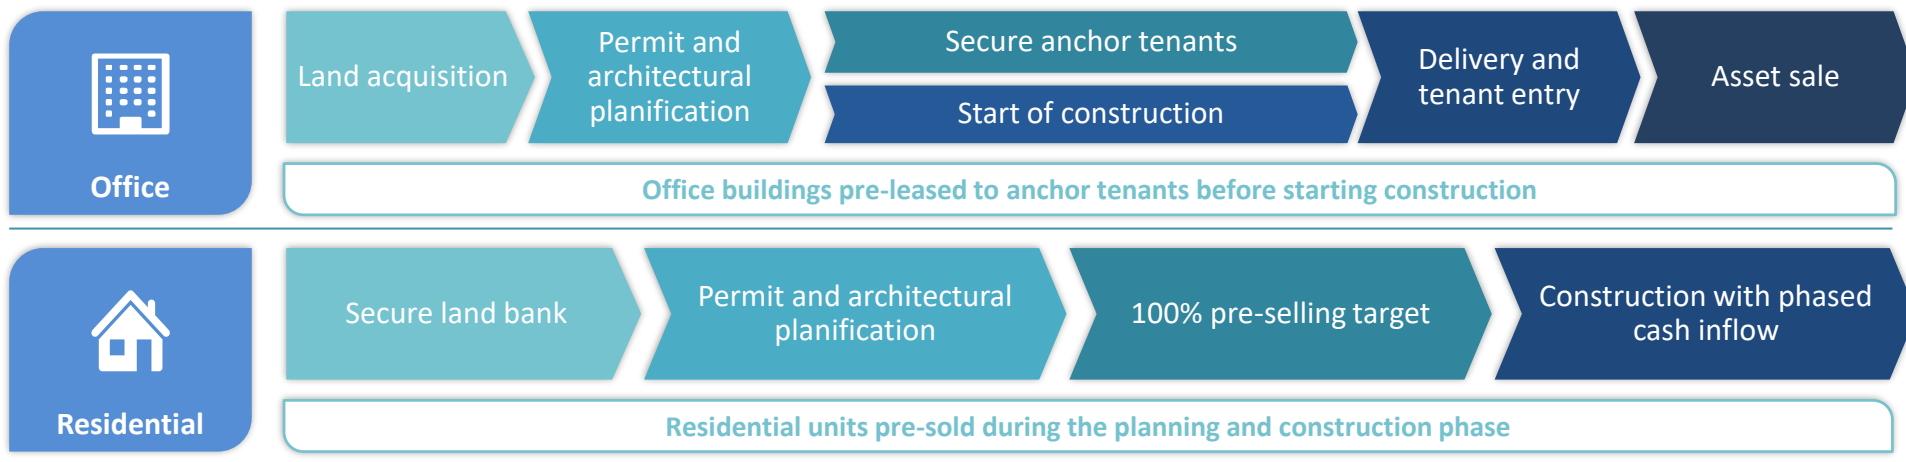 Office
Land acquisition
Permit and
architectural
planification
Secure anchor tenants
Start of construction
Delivery and
tenant entry
Asset sale
Office buildings pre-leased to anchor tenants before starting construction
Residential
Secure land bank
Permit and architectural
planification
100% pre-selling target
Construction with phased
cash inflow
Residential units pre-sold during the planning and construction phase